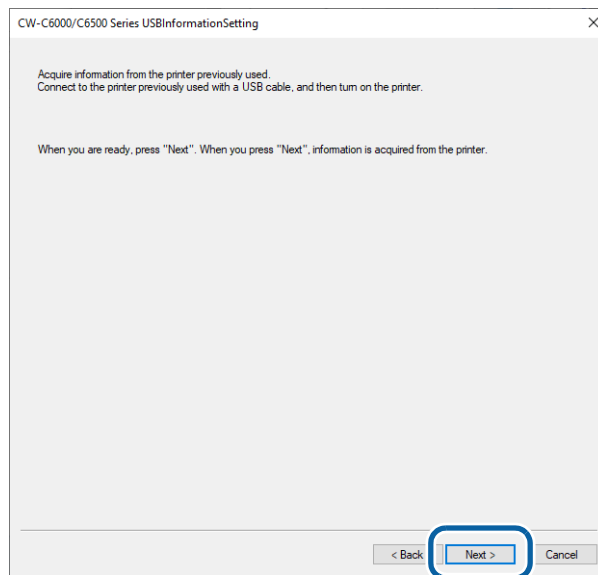 CW-C6000/C6500 Series USBInformationSetting
Acquire information from the printer previously used.
Connect to the printer previously used with a USB cable, and then turn on the printer.
When you are ready, press "Next". When you press "Next", information is acquired from the printer.
< Back
Next >
Cancel